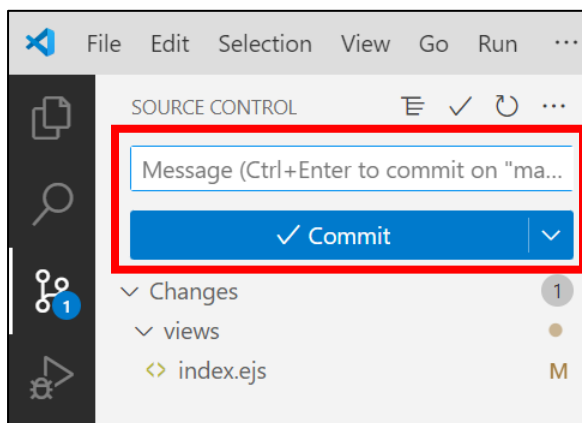 File Edit Selection View Go Run ...
SOURCE CONTROL ...
Message (Ctrl+Enter to commit on "ma...
Commit
Changes 1
views
1
index.ejs M